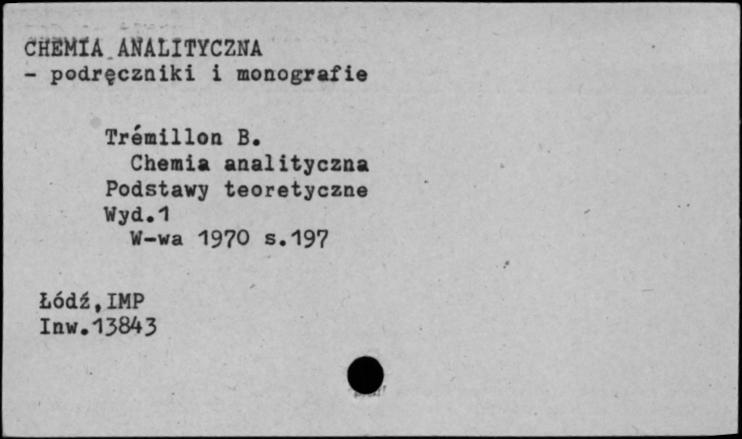 CHEMIA ANALITYCZNA
- podręczniki i monografie
Trémillon B.
Chemia analityczna
Podstawy teoretyczne
Wyd.1
W-wa 1970 s.197
Łódź,IMP
Inw.13843